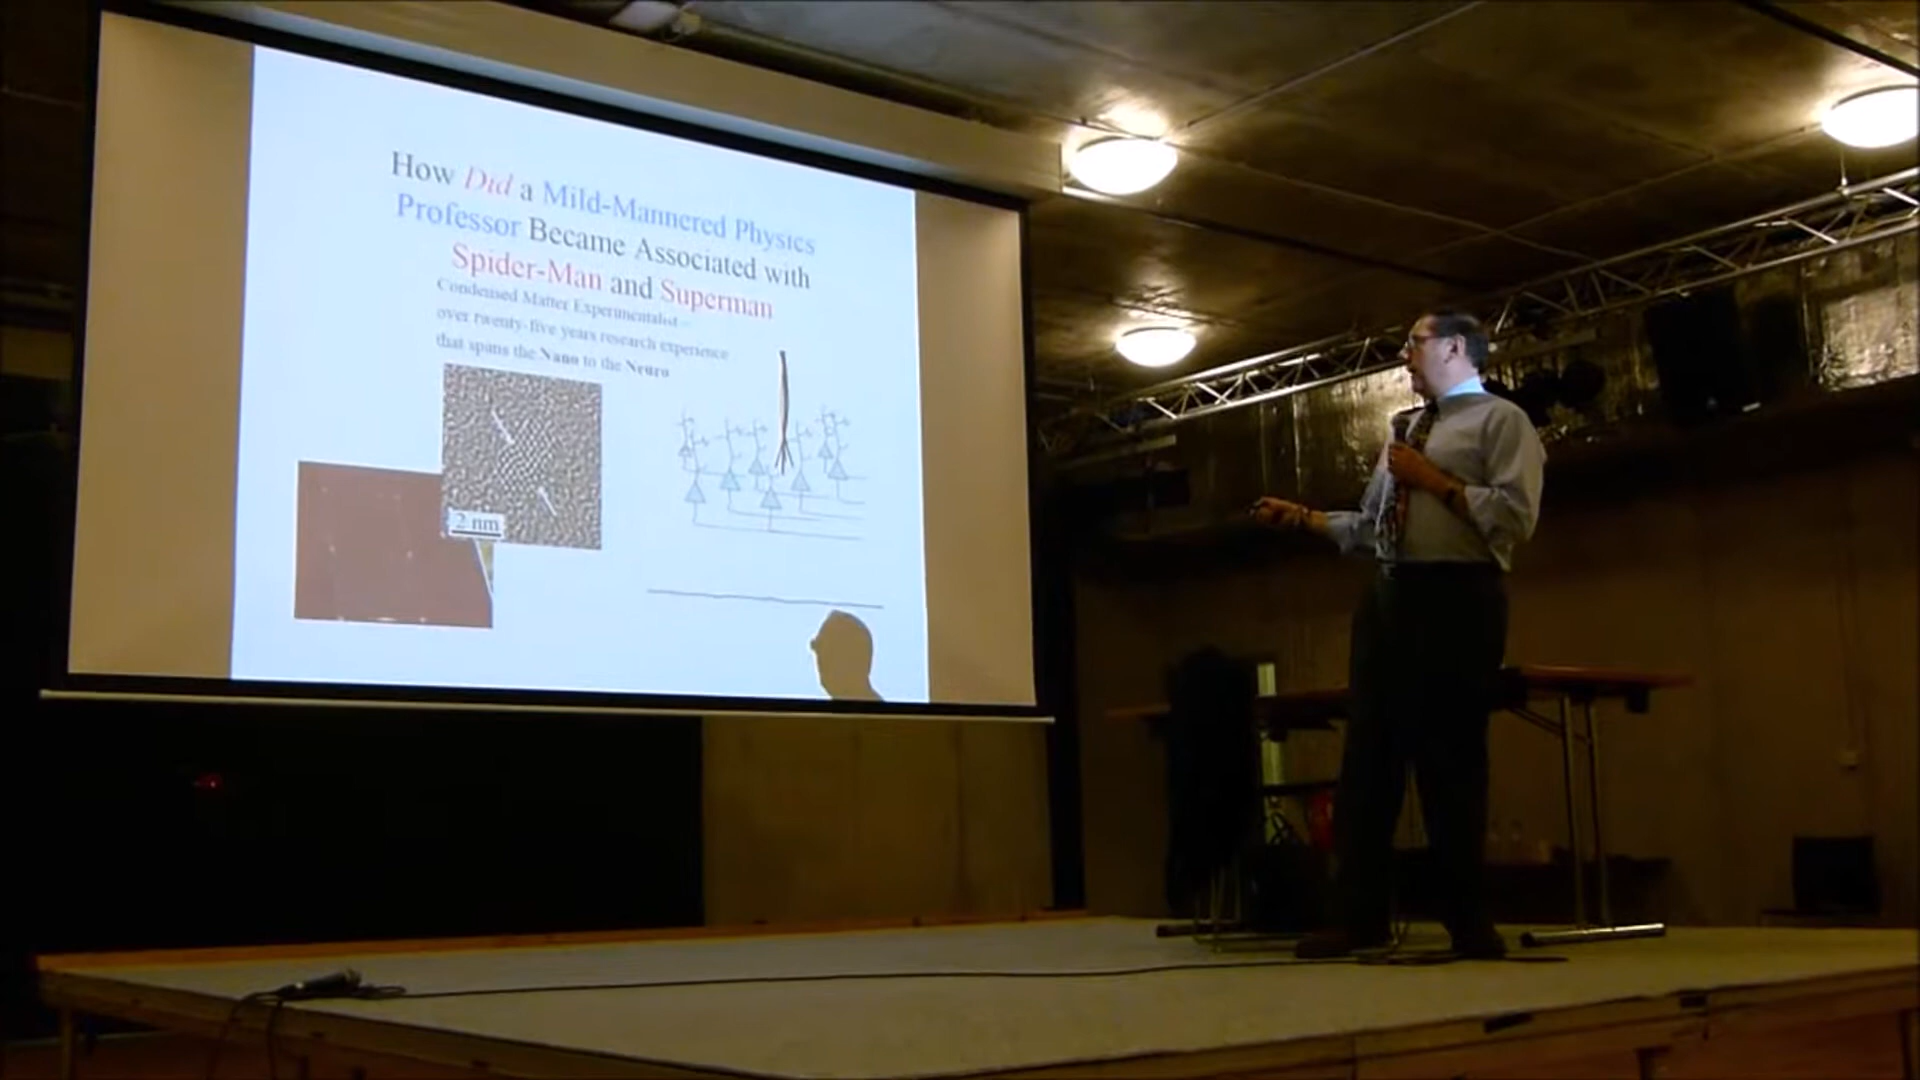 How Did a Mild-Mannered Physics
Professor Became Associated with
Spider-Man and Superman
Condensed Matter Experimentalist –
over twenty-five years research experience
that spans the Nano to the Neuro
2 nm